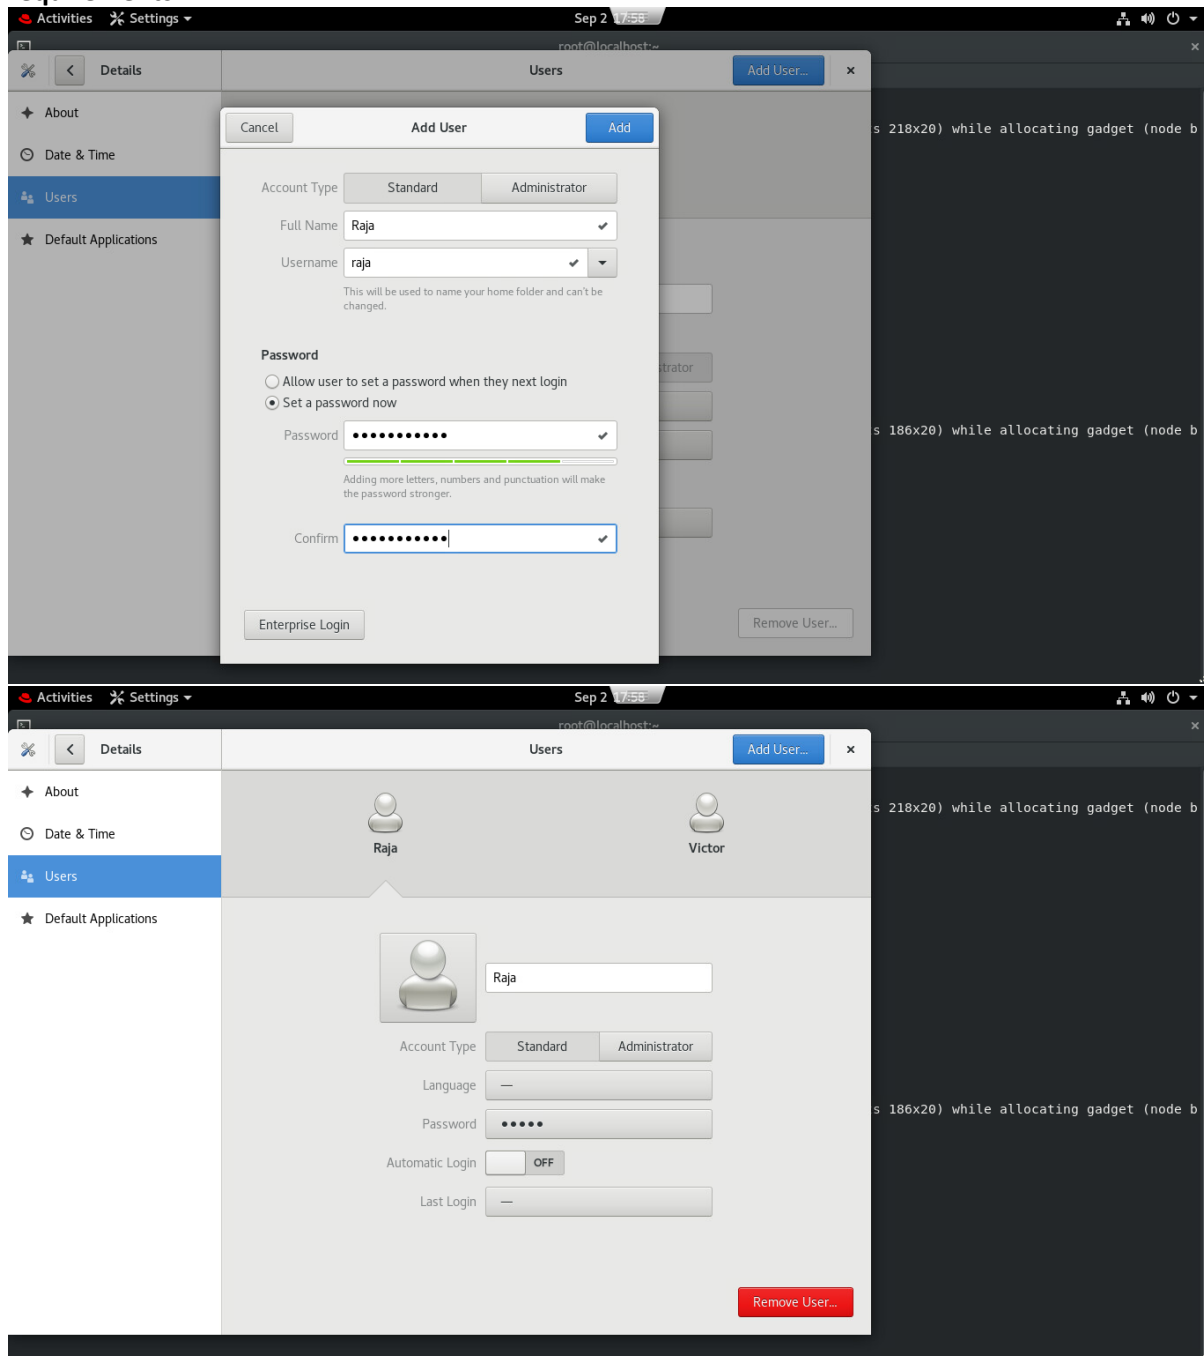 Activities Settings Sep 2 17:58
root@localhost:~ ×
Details Users Add User... ×
About
Date & Time
Users
Default Applications
Cancel Add User Add
Account Type Standard Administrator
Full Name Raja
Username raja
This will be used to name your home folder and can't be
changed.
Password
Allow user to set a password when they next login
Set a password now
Password ●●●●●●●●●●●
Adding more letters, numbers and punctuation will make
the password stronger.
Confirm ●●●●●●●●●●●
Enterprise Login
strator
Remove User...
s 218x20) while allocating gadget (node b
s 186x20) while allocating gadget (node b
Activities Settings Sep 2 17:58
root@localhost:~ ×
Details Users Add User... ×
About
Date & Time
Users
Default Applications
Raja Victor
Raja
Account Type Standard Administrator
Language —
Password ●●●●●
Automatic Login OFF
Last Login —
Remove User...
s 218x20) while allocating gadget (node b
s 186x20) while allocating gadget (node b